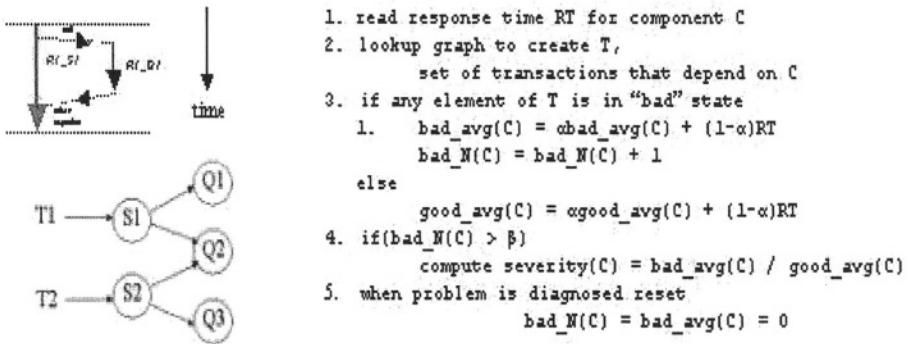 time
T1
S1
Q1
Q2
T2
S2
Q3
1. read response time RT for component C
2. lookup graph to create T,
set of transactions that depend on C
3. if any element of T is in “bad” state
1. bad_avg(C) = αbad_avg(C) + (1-α)RT
bad_N(C) = bad_N(C) + 1
else
good_avg(C) = αgood_avg(C) + (1-α)RT
4. if(bad_N(C) > β)
compute severity(C) = bad_avg(C) / good_avg(C)
5. when problem is diagnosed reset
bad_N(C) = bad_avg(C) = 0